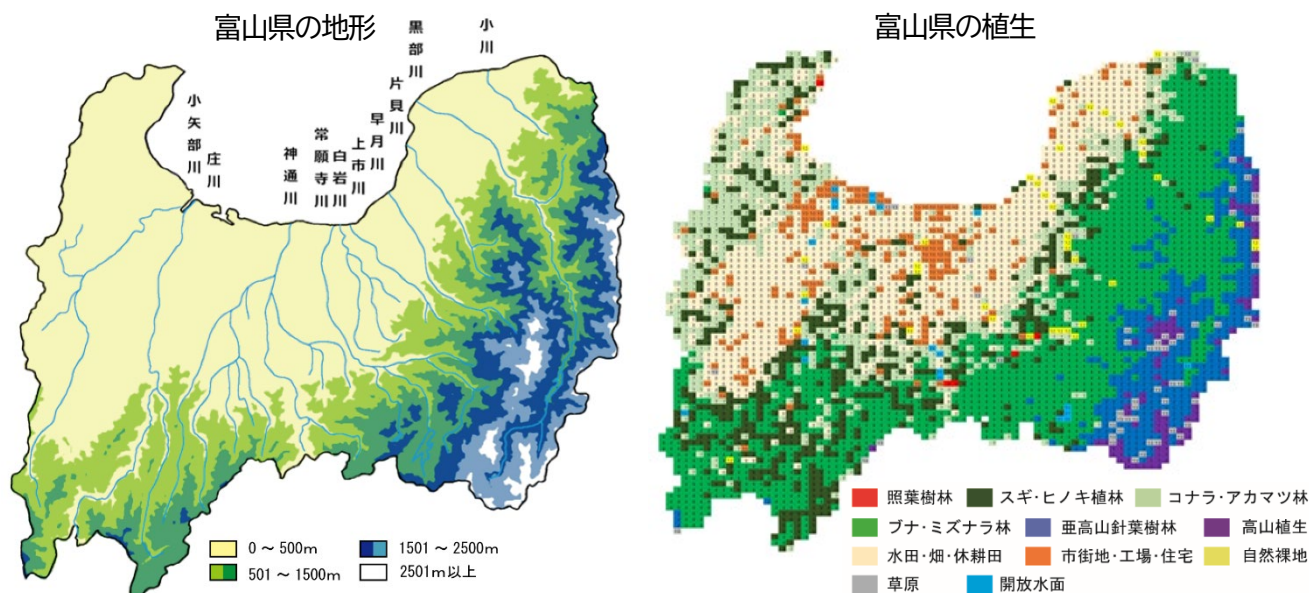 富山県の地形
小川
黒部川
片貝川
早月川
上市川
白岩川
常願寺川
神通川
庄川
小矢部川
0 ～ 500m
1501 ～ 2500m
501 ～ 1500m
2501m以上
富山県の植生
照葉樹林
スギ・ヒノキ植林
コナラ・アカマツ林
ブナ・ミズナラ林
亜高山針葉樹林
高山植生
水田・畑・休耕田
市街地・工場・住宅
自然裸地
草原
開放水面